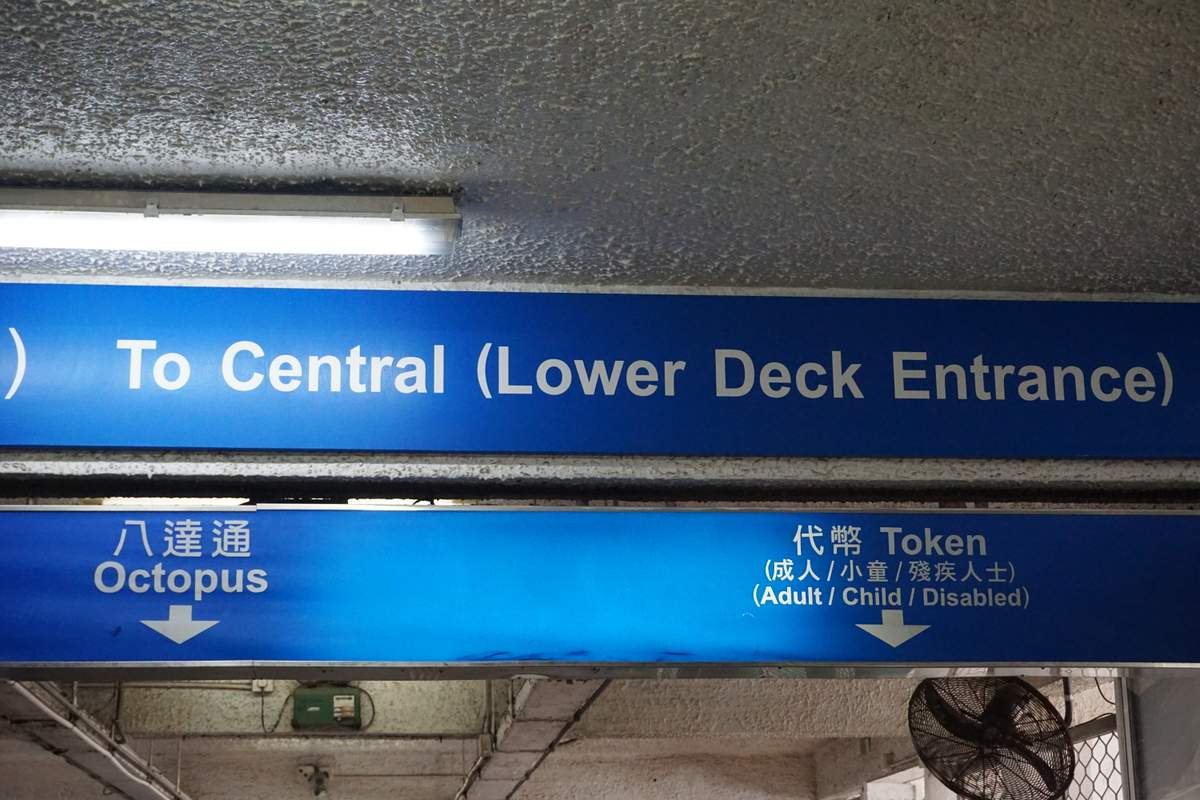 ) To Central (Lower Deck Entrance)
八達通
Octopus
代幣 Token
(成人/小童/殘疾人士)
(Adult / Child / Disabled)